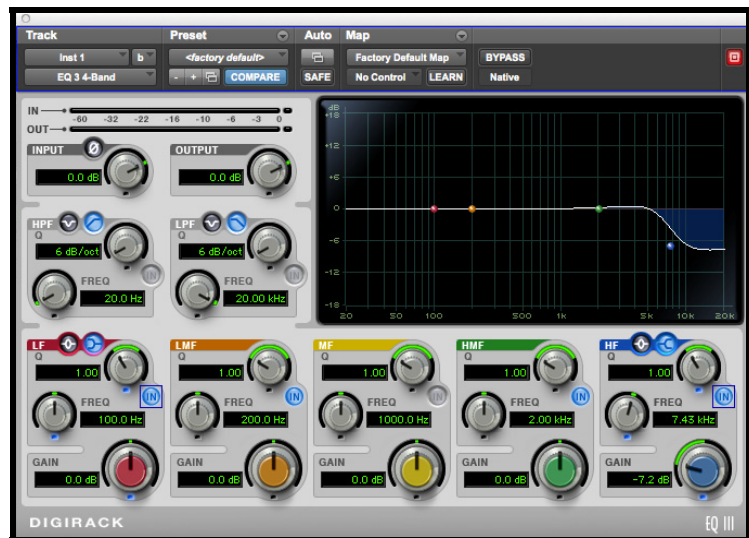 Track Preset Auto Map
Inst 1 b <factory default> Factory Default Map BYPASS
EQ 3 4-Band - + COMPARE SAFE No Control LEARN Native
IN
-60 -32 -22 -16 -10 -6 -3 0
OUT
INPUT Ø OUTPUT
0.0 dB 0.0 dB
HPF LPF
Q Q
6 dB/oct 6 dB/oct
IN IN
FREQ FREQ
20.0 Hz 20.00 kHz
dB
+18
+12
+6
0
-6
-12
-18
20 50 100 500 1k 5k 10k 20k
LF LMF MF HMF HF
Q Q Q Q Q
1.00 1.00 1.00 1.00 1.00
IN IN IN IN IN
FREQ FREQ FREQ FREQ FREQ
100.0 Hz 200.0 Hz 1000.0 Hz 2.00 kHz 7.43 kHz
GAIN GAIN GAIN GAIN GAIN
0.0 dB 0.0 dB 0.0 dB 0.0 dB -7.2 dB
DIGIRACK EQ III